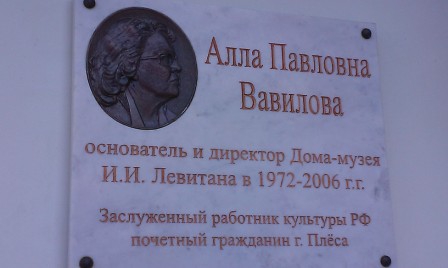 Алла Павловна
Вавилова
основатель и директор Дома-музея
И.И. Левитана в 1972-2006 г.г.
Заслуженный работник культуры РФ
почетный гражданин г. Плёса